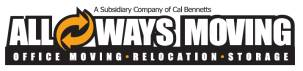 A Subsidiary Company of Cal Bennetts
ALL WAYS MOVING
OFFICE MOVING • RELOCATION • STORAGE